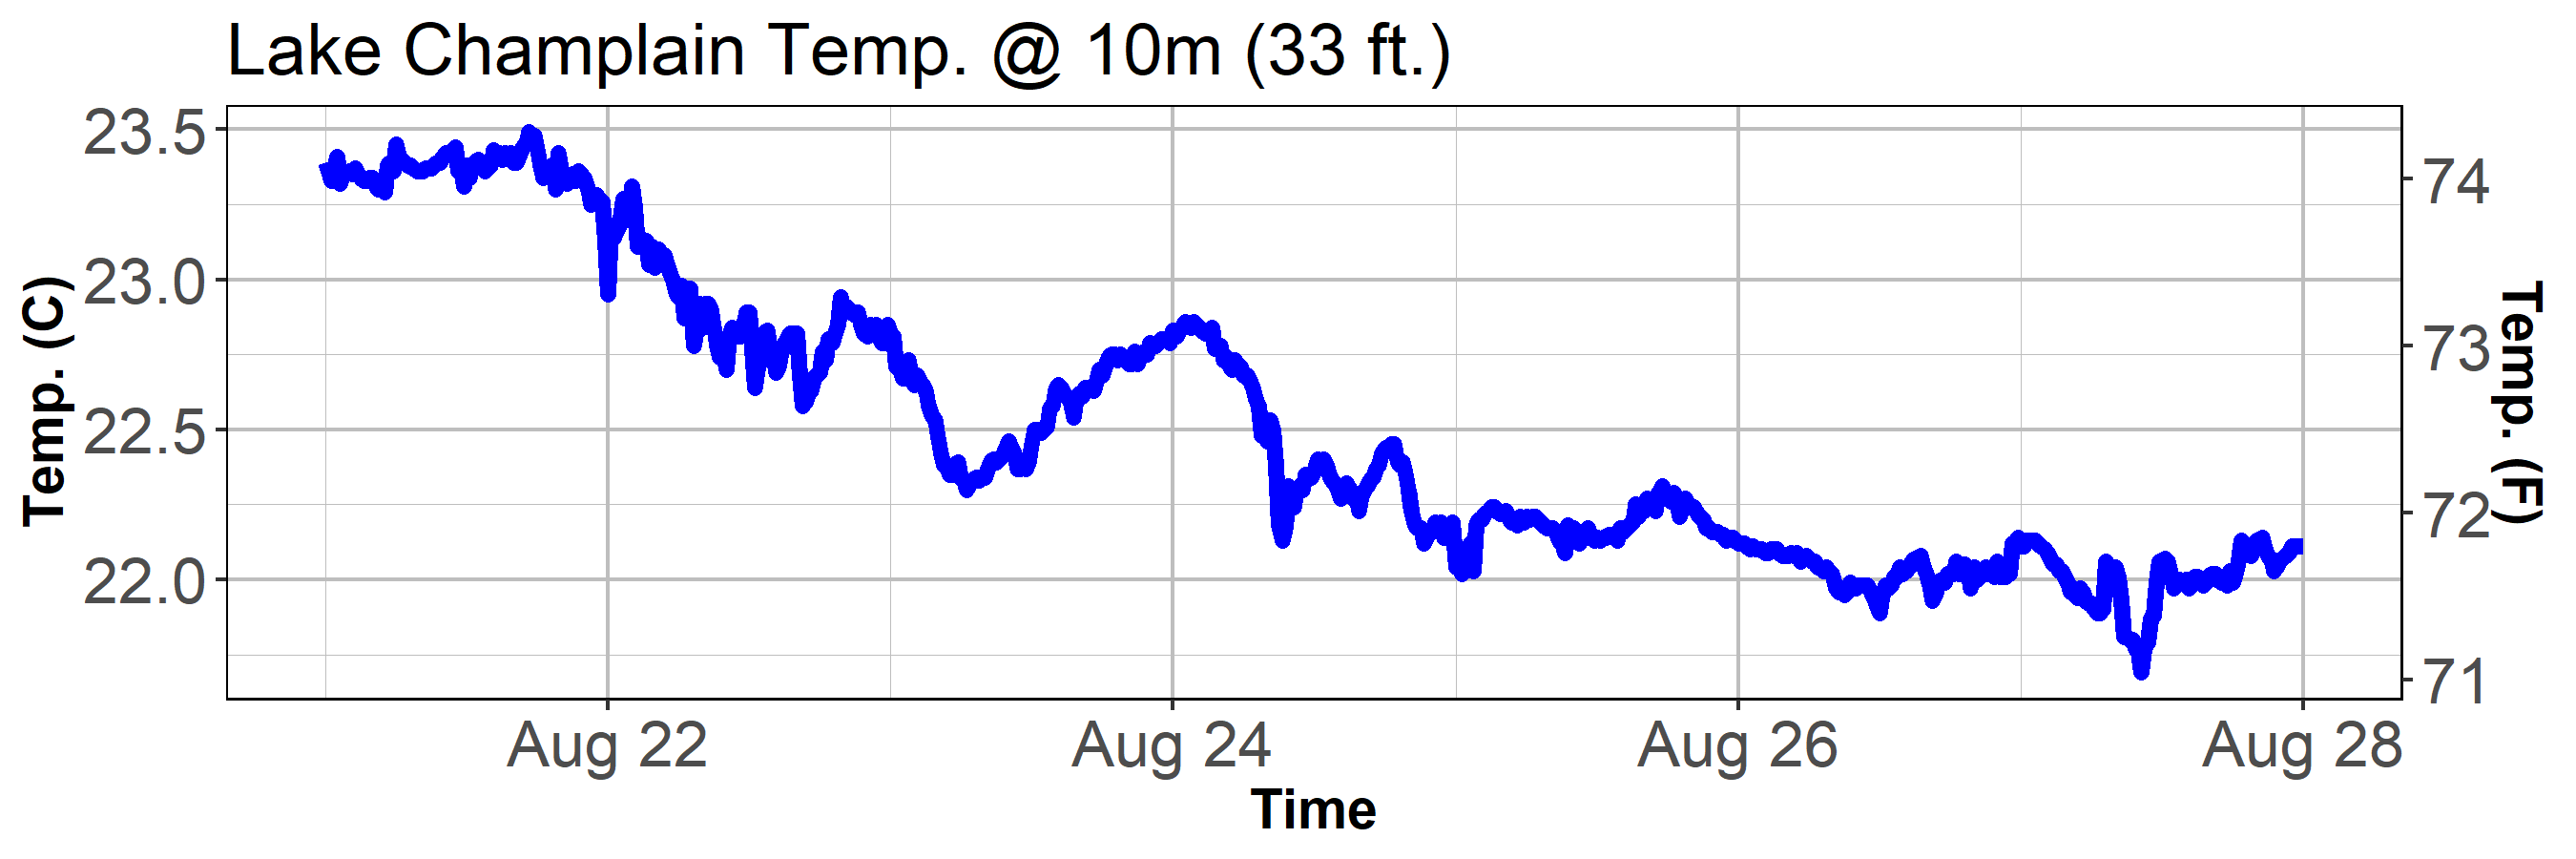 Lake Champlain Temp. @ 10m (33 ft.)
Temp. (C)
23.5
23.0
22.5
22.0
74
73
72
71
Temp. (F)
Aug 22 Aug 24 Aug 26 Aug 28
Time